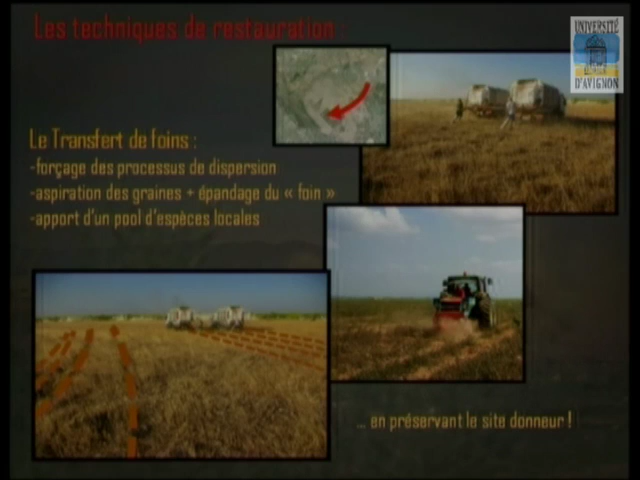 Les techniques de restauration :
UNIVERSITÉ
D'AVIGNON
Le Transfert de foins :
-forçage des processus de dispersion
-aspiration des graines + épandage du « foin »
-apport d'un pool d'espèces locales
... en préservant le site donneur !